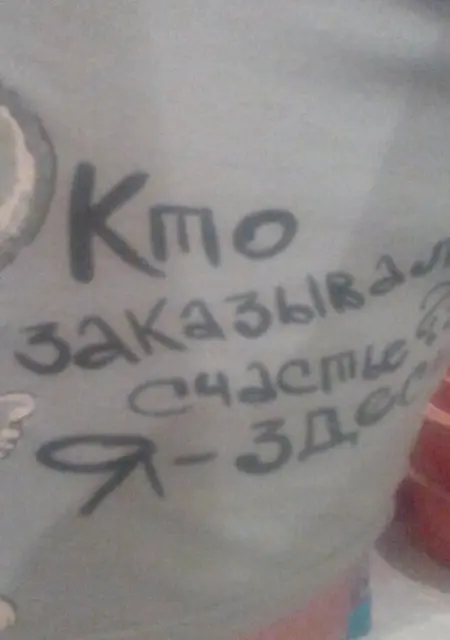 Кто
заказывал
счастье?
Я - здес